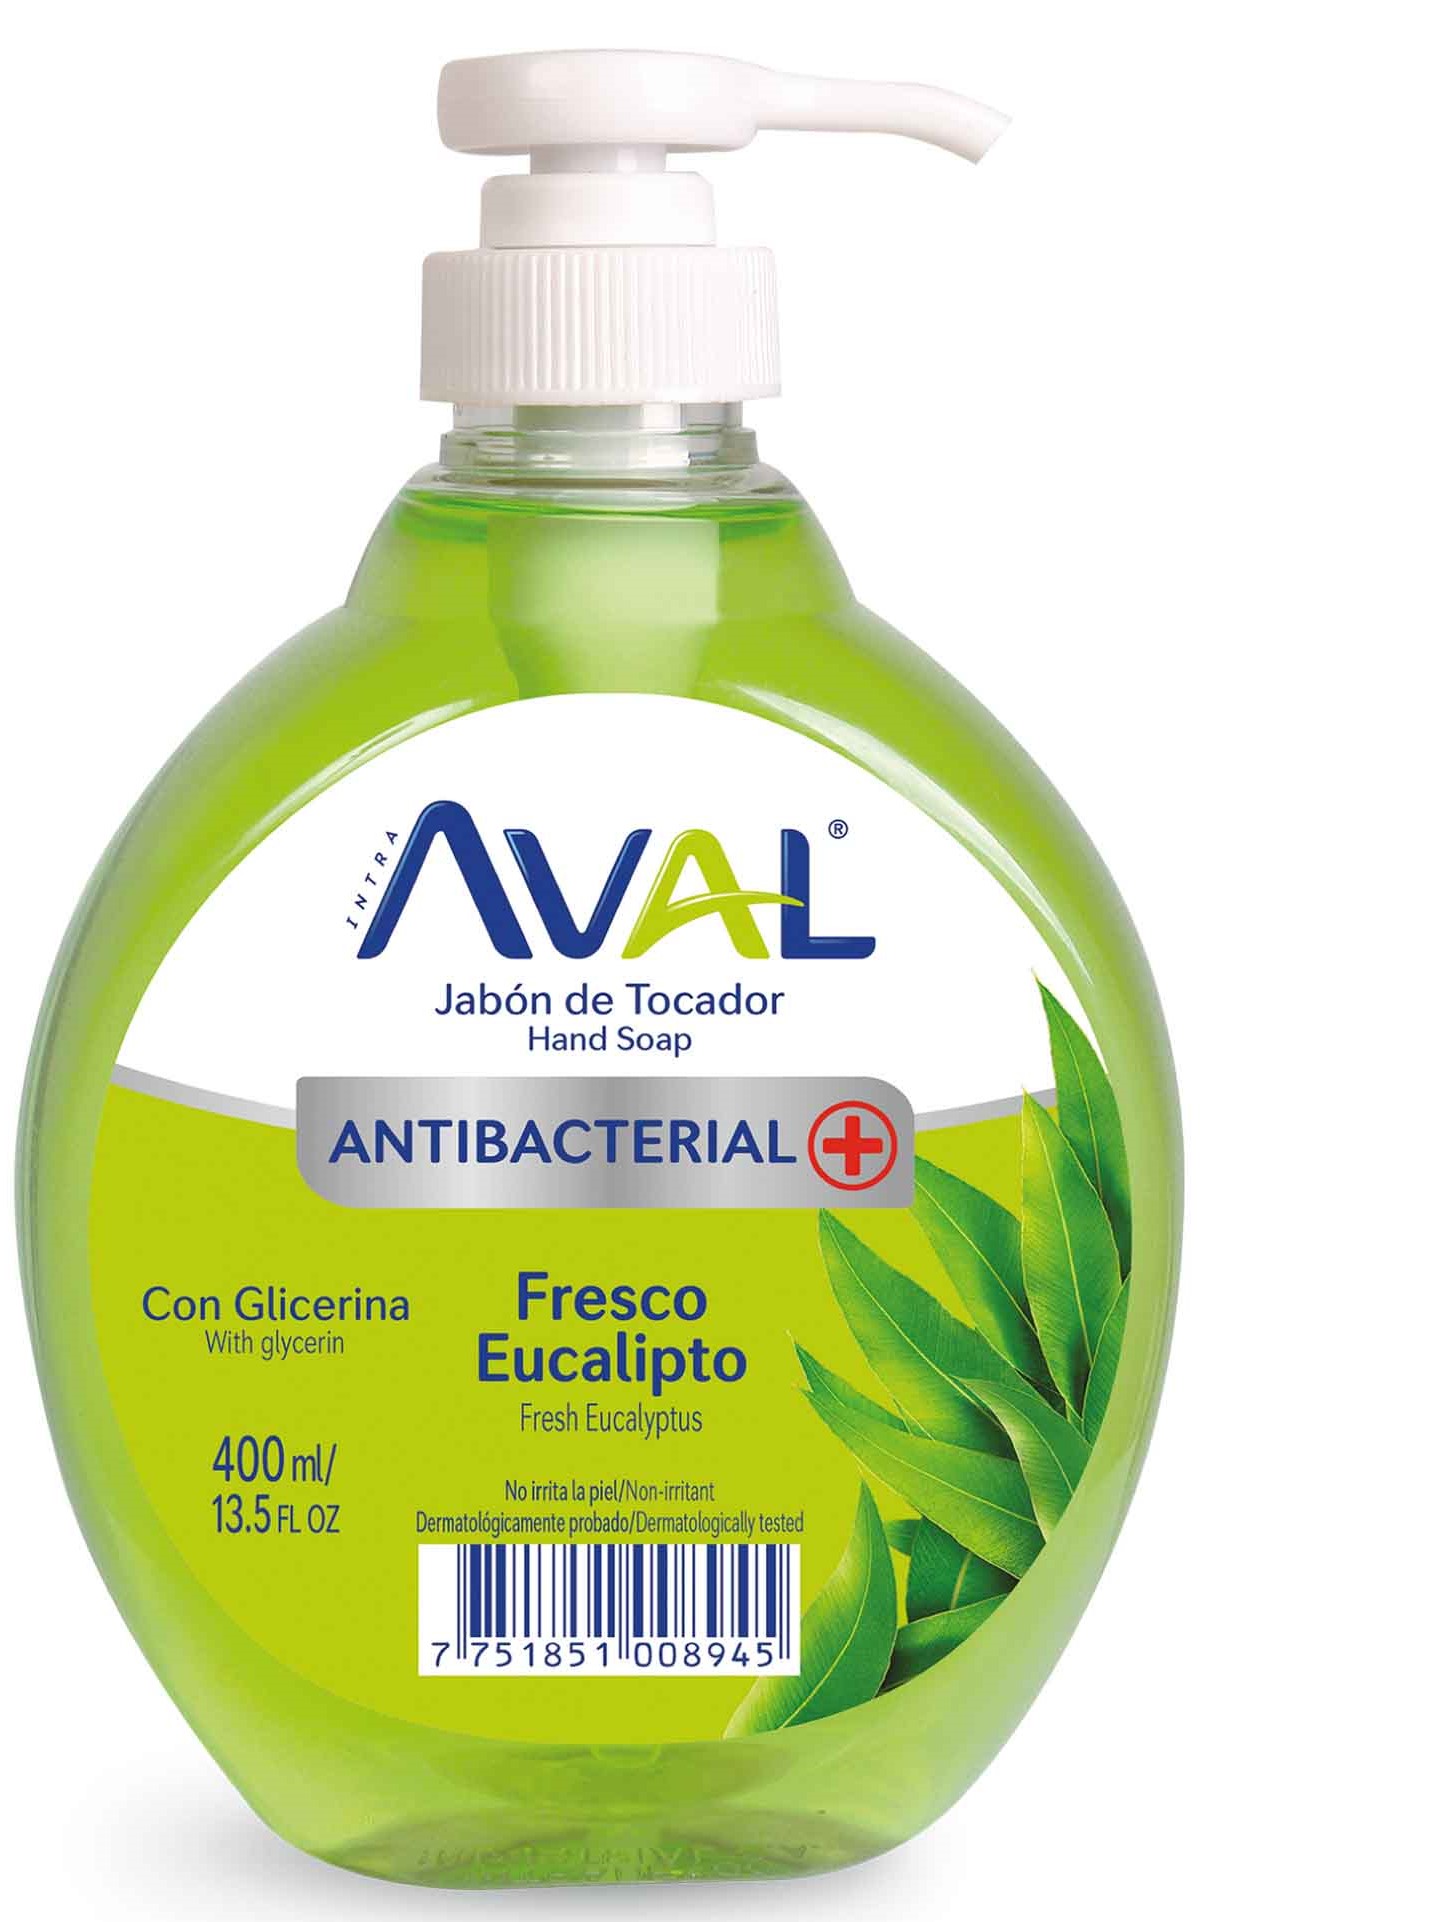 INTRA
AVAL®
Jabón de Tocador
Hand Soap
ANTIBACTERIAL
Con Glicerina
With glycerin
Fresco
Eucalipto
Fresh Eucalyptus
400 ml/
13.5 FL OZ
No irrita la piel/Non-irritant
Dermatológicamente probado/Dermatologically tested
7 751851 008945